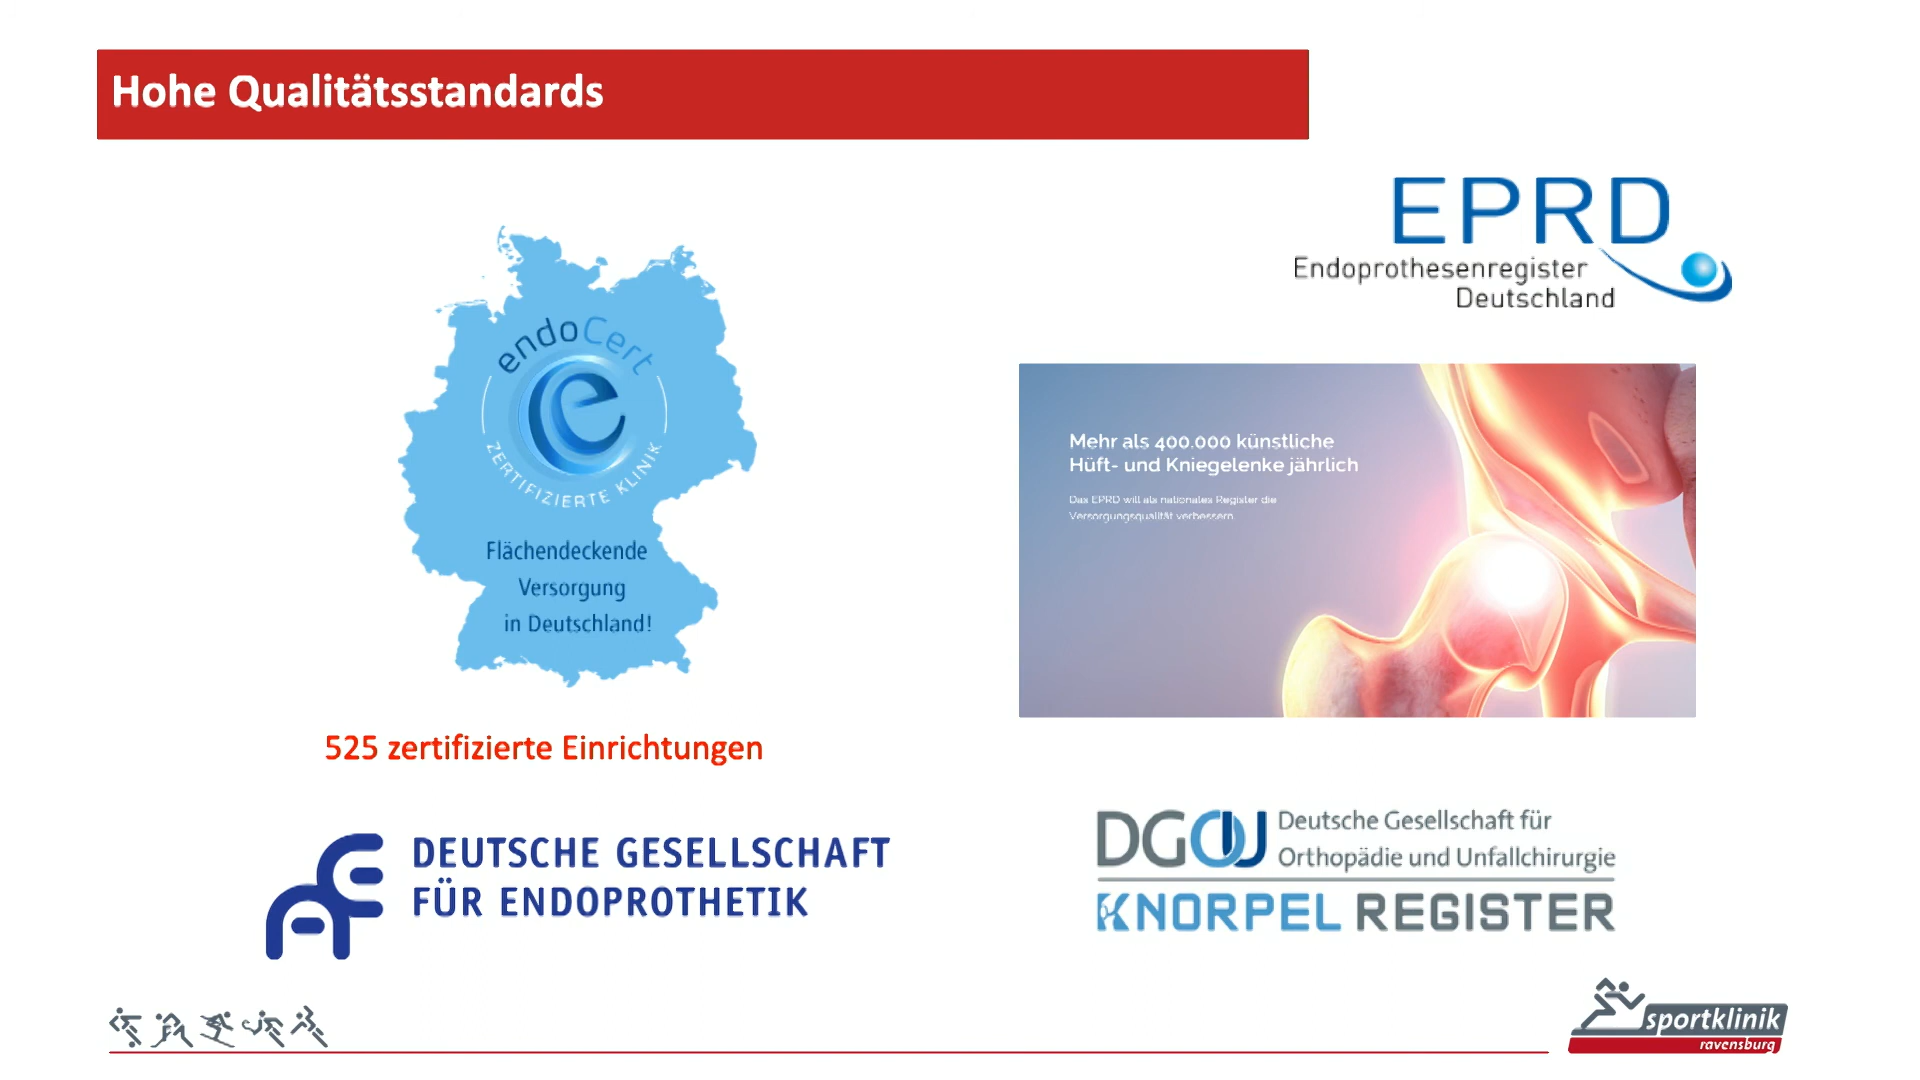 Hohe Qualitätsstandards
EPRD
Endoprothesenregister
Deutschland
endoCert
e
ZERTIFIZIERTE KLINIK
Flächendeckende
Versorgung
in Deutschland!
525 zertifizierte Einrichtungen
Mehr als 400.000 künstliche
Hüft- und Kniegelenke jährlich
Das EPRD will als nationales Register die
Versorgungsqualität verbessern
AE
DEUTSCHE GESELLSCHAFT
FÜR ENDOPROTHETIK
DGOU
Deutsche Gesellschaft für
Orthopädie und Unfallchirurgie
KNORPEL REGISTER
sportklinik
ravensburg